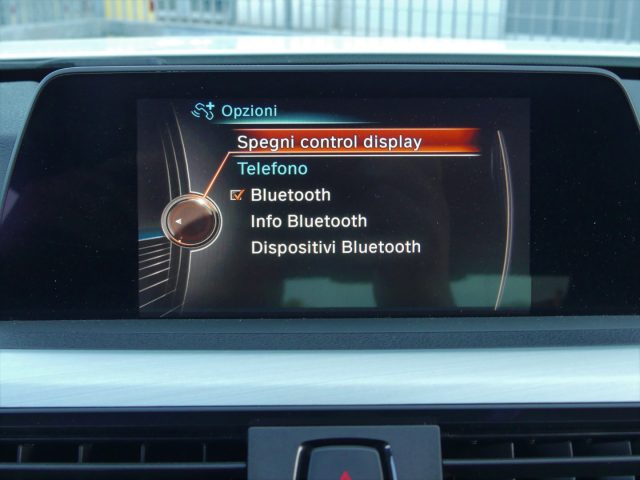 Opzioni
Spegni control display
Telefono
Bluetooth
Info Bluetooth
Dispositivi Bluetooth